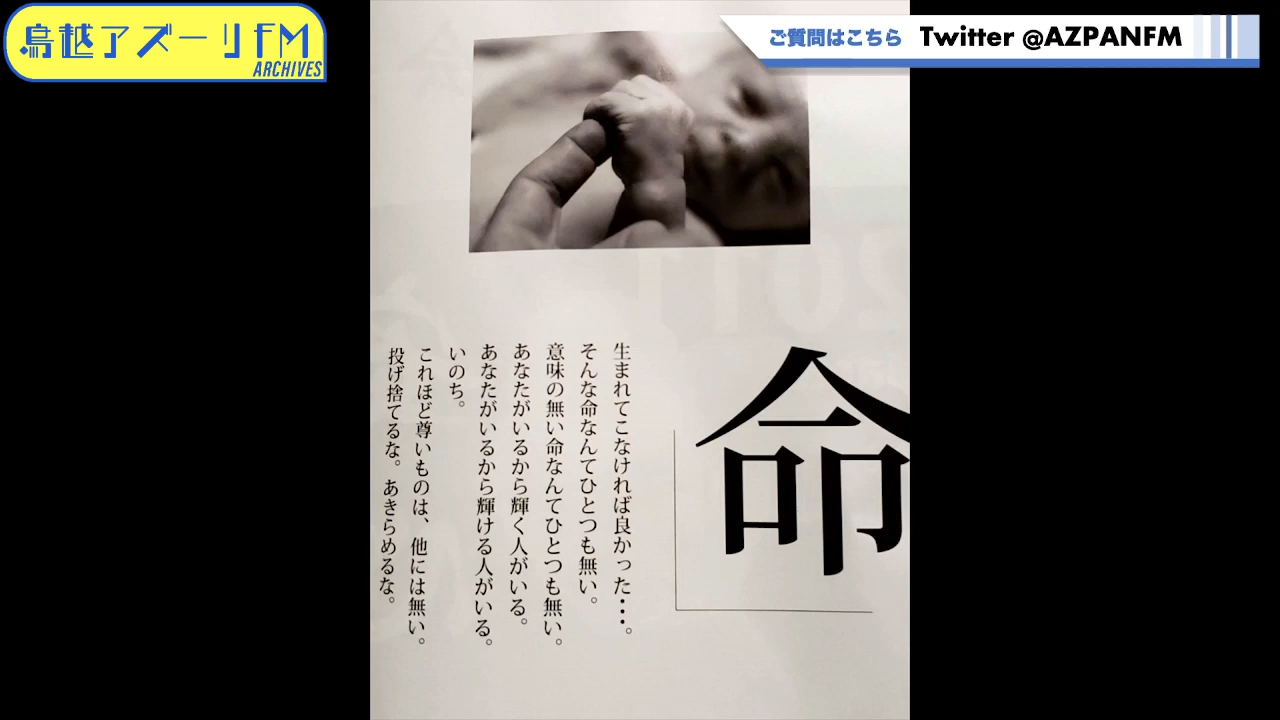 鳥越アズーリFM
ARCHIVES
ご質問はこちら Twitter @AZPANFM
命
生まれてこなければ良かった・・・。
そんな命なんてひとつも無い。
意味の無い命なんてひとつも無い。
あなたがいるから輝く人がいる。
あなたがいるから輝ける人がいる。
いのち。
これほど尊いものは、他には無い。
投げ捨てるな。あきらめるな。